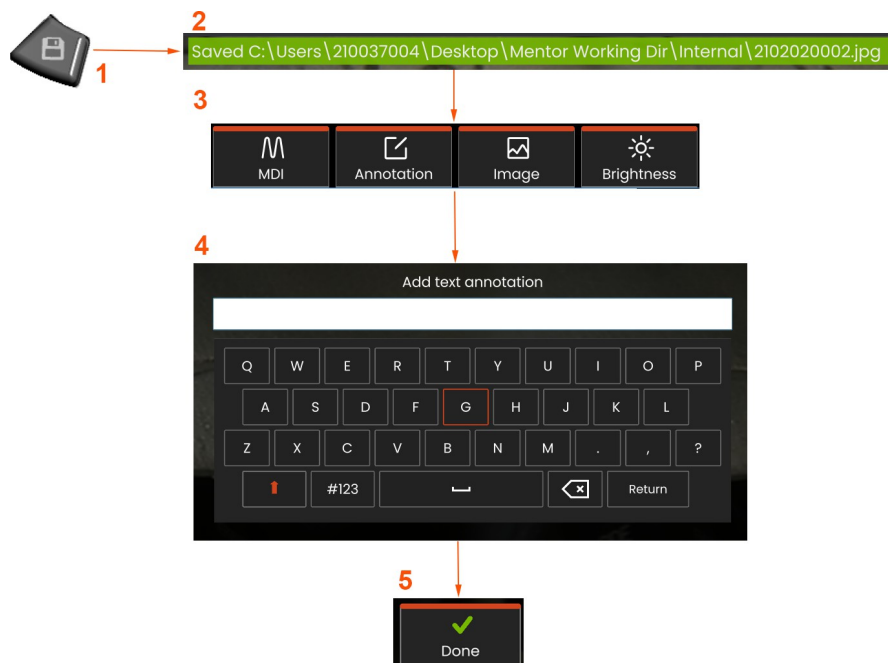 1
2
Saved C:\Users\210037004\Desktop\Mentor Working Dir\Internal\2102020002.jpg
3
MDI Annotation Image Brightness
4
Add text annotation
Q W E R T Y U I O P
A S D F G H J K L
Z X C V B N M . , ?
#123 Return
5
Done